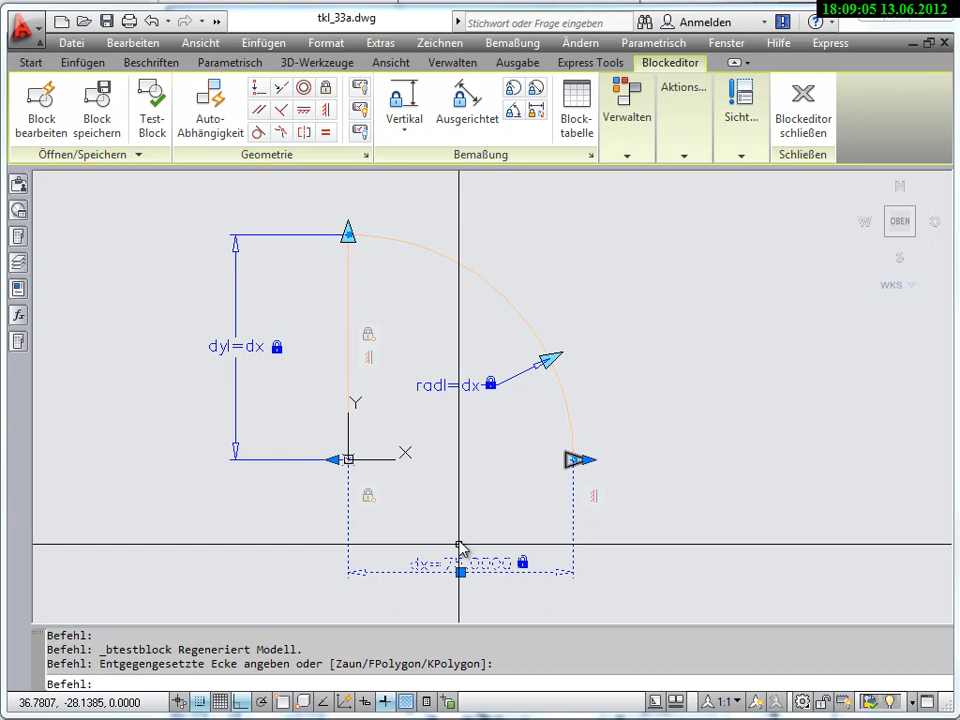 18:09:05 13.06.2012
tkl_33a.dwg
Stichwort oder Frage eingeben
Anmelden
Datei Bearbeiten Ansicht Einfügen Format Extras Zeichnen Bemaßung Ändern Parametrisch Fenster Hilfe Express
Start Einfügen Beschriften Parametrisch 3D-Werkzeuge Ansicht Verwalten Ausgabe Express Tools Blockeditor
Block bearbeiten
Block speichern
Test-Block
Auto-Abhängigkeit
Vertikal
Ausgerichtet
Block-tabelle
Verwalten
Aktions...
Sicht...
Blockeditor schließen
Öffnen/Speichern
Geometrie
Bemaßung
Schließen
N
W OBEN O
S
WKS
dyl=dx
radl=dx
Y
X
Befehl:
Befehl: _btestblock Regeneriert Modell.
Befehl: Entgegengesetzte Ecke angeben oder [Zaun/FPolygon/KPolygon]:
Befehl:
36.7807, -28.1385, 0.0000
1:1